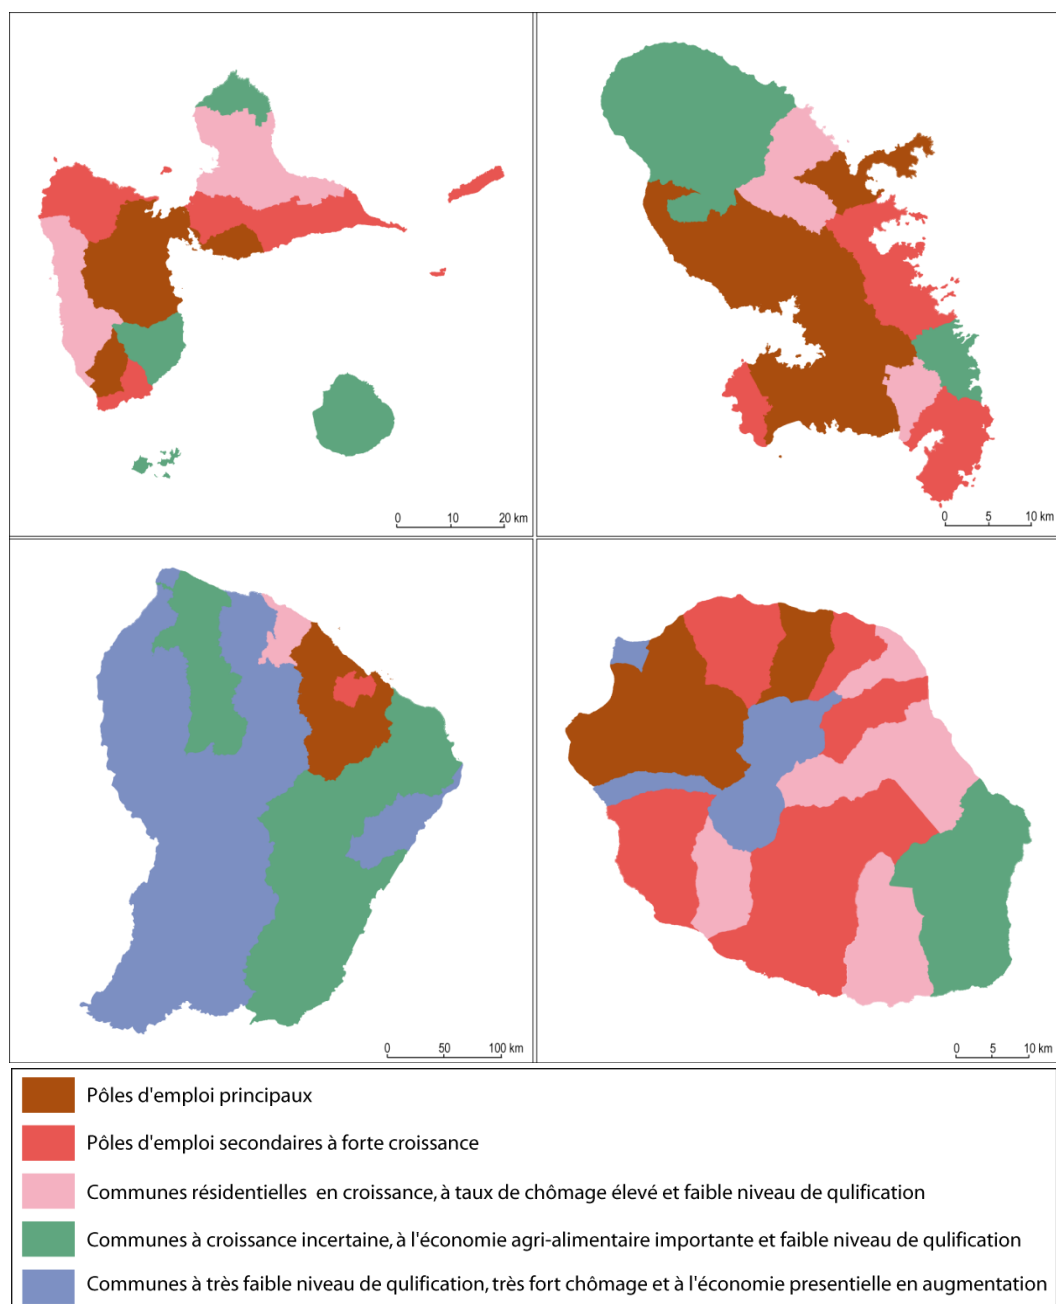 0 10 20 km
0 5 10 km
0 50 100 km
0 5 10 km
Pôles d'emploi principaux
Pôles d'emploi secondaires à forte croissance
Communes résidentielles en croissance, à taux de chômage élevé et faible niveau de qulification
Communes à croissance incertaine, à l'économie agri-alimentaire importante et faible niveau de qulification
Communes à très faible niveau de qulification, très fort chômage et à l'économie presentielle en augmentation